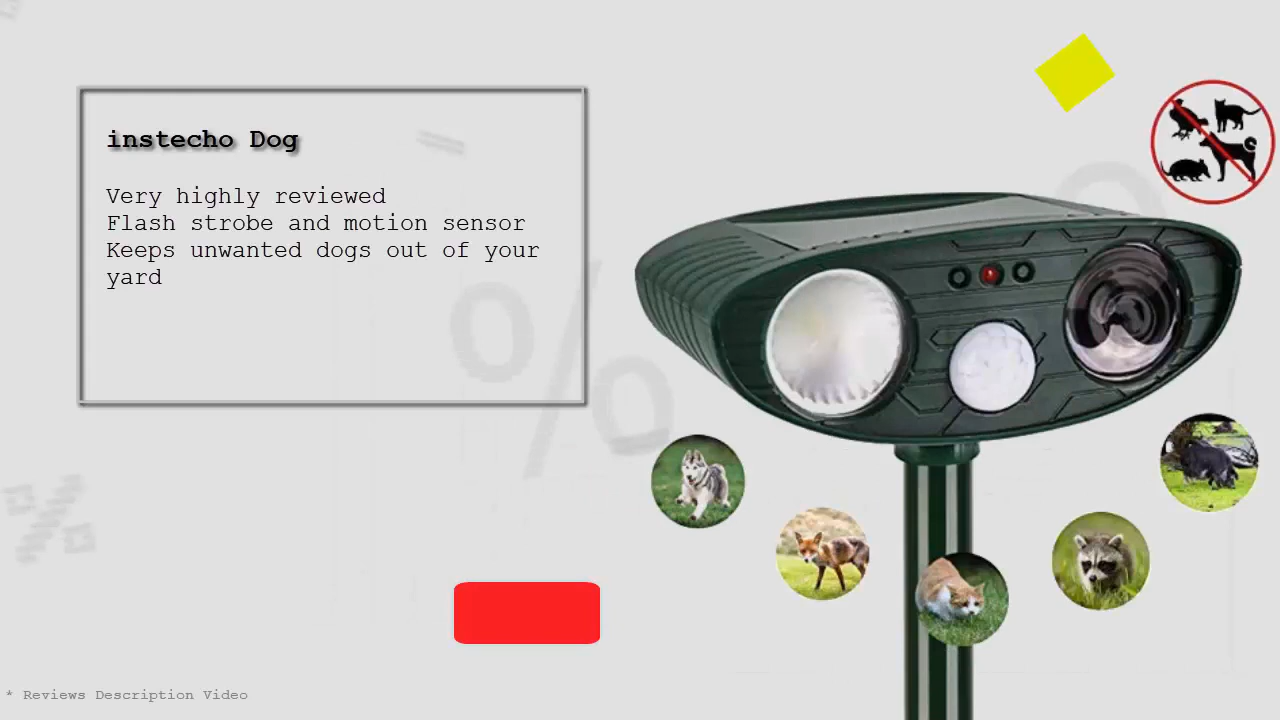 instecho Dog
Very highly reviewed
Flash strobe and motion sensor
Keeps unwanted dogs out of your
yard
%
%
* Reviews Description Video